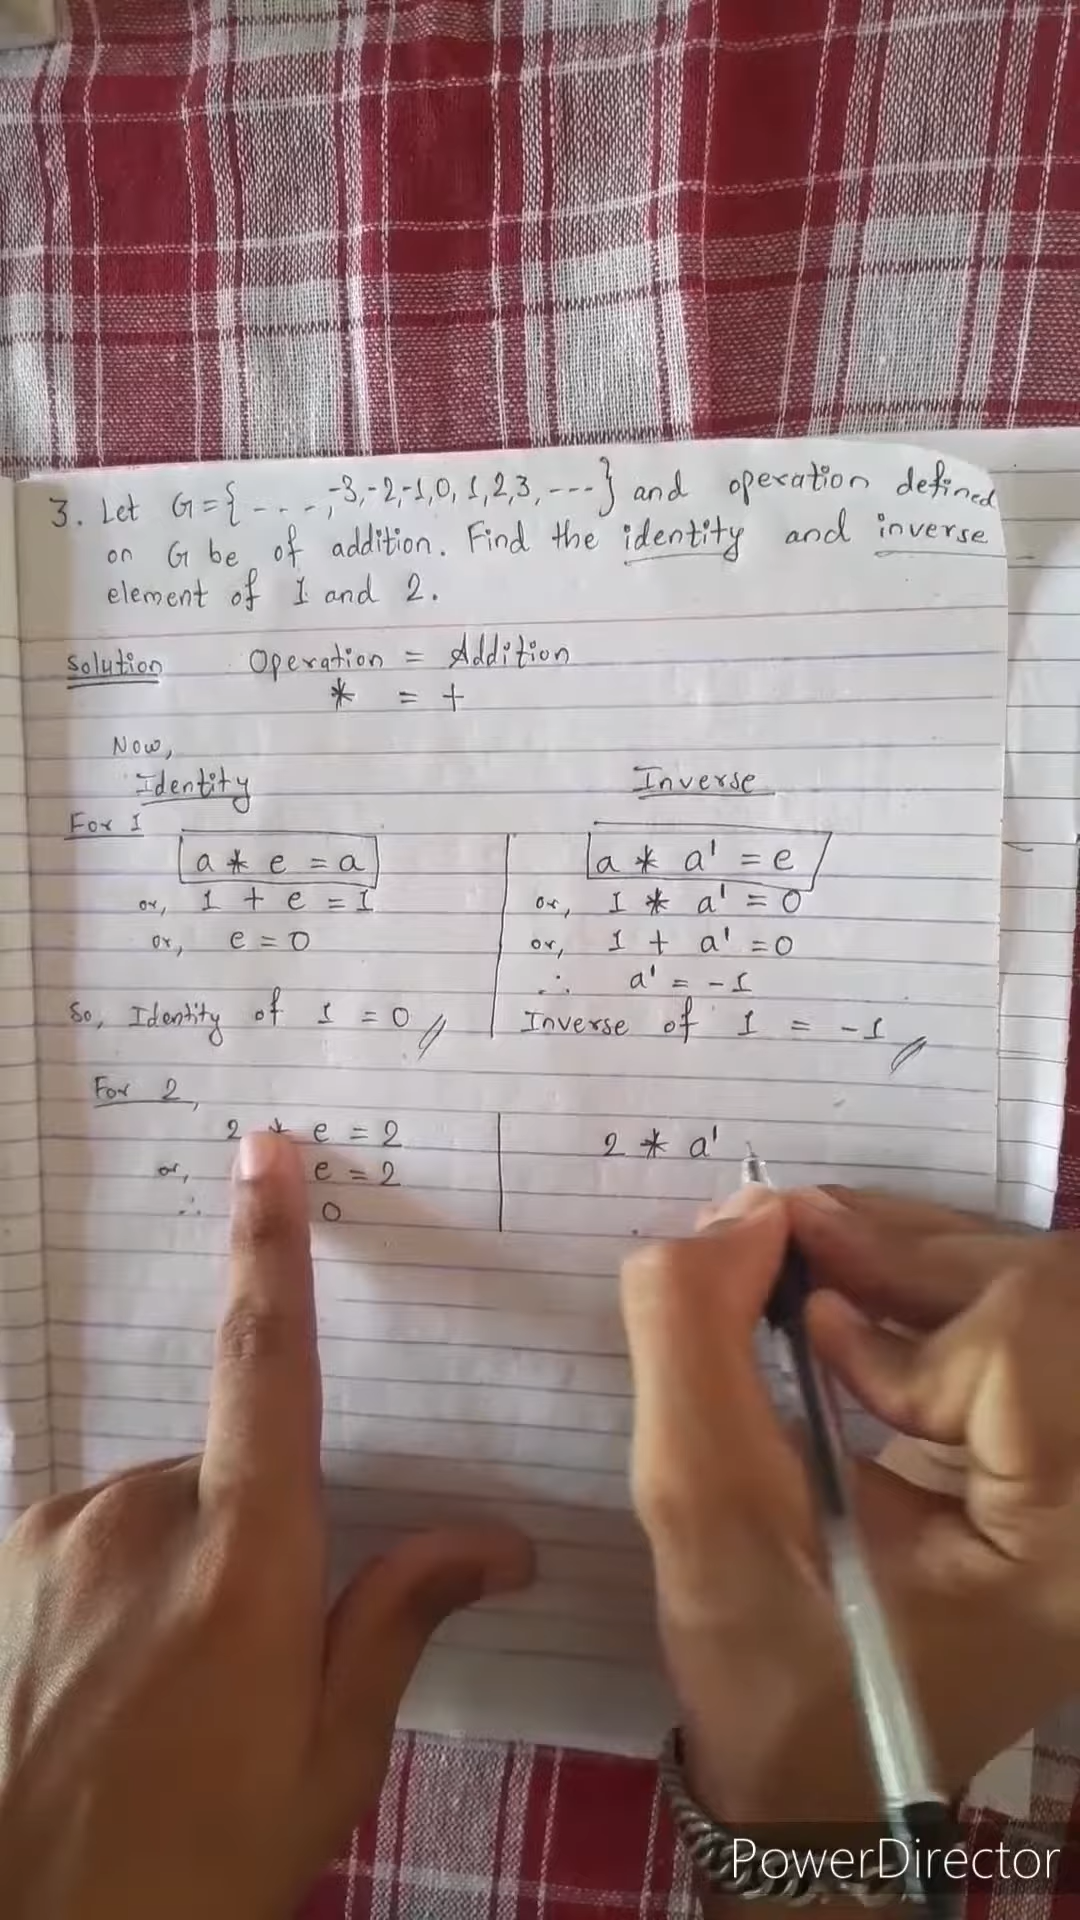 3. Let G = { - - - , -3, -2, -1, 0, 1, 2, 3, - - - } and operation defined
on G be of addition. Find the identity and inverse
element of 1 and 2.
Solution Operation = Addition
* = +
Now,
Identity
For 1
a * e = a
or, 1 + e = 1
or, e = 0
So, Identity of 1 = 0 //
Inverse
a * a' = e
or, 1 * a' = 0
or, 1 + a' = 0
∴ a' = -1
Inverse of 1 = -1 //
For 2,
2 * e = 2
or, e = 2
∴ 0
2 * a'
PowerDirector